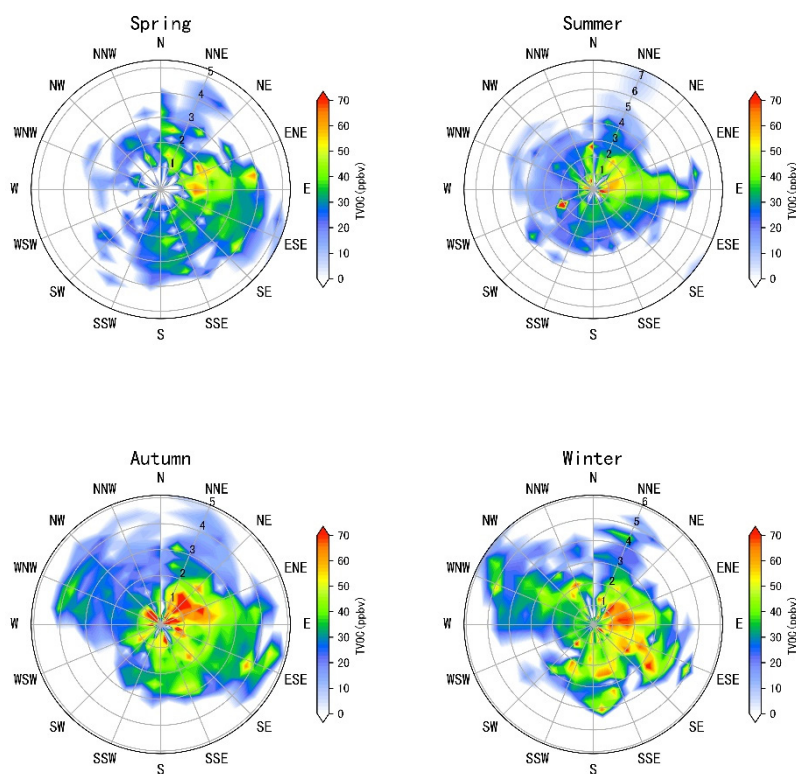 Spring
N
NNE
NE
ENE
E
ESE
SE
SSE
S
SSW
SW
WSW
W
WNW
NW
NNW
1
2
3
4
5
70
60
50
40
30
20
10
0
TVOC(ppbv)
Summer
N
NNE
NE
ENE
E
ESE
SE
SSE
S
SSW
SW
WSW
W
WNW
NW
NNW
1
2
3
4
5
6
7
70
60
50
40
30
20
10
0
TVOC(ppbv)
Autumn
N
NNE
NE
ENE
E
ESE
SE
SSE
S
SSW
SW
WSW
W
WNW
NW
NNW
1
2
3
4
5
70
60
50
40
30
20
10
0
TVOC(ppbv)
Winter
N
NNE
NE
ENE
E
ESE
SE
SSE
S
SSW
SW
WSW
W
WNW
NW
NNW
1
2
3
4
5
6
70
60
50
40
30
20
10
0
TVOC(ppbv)